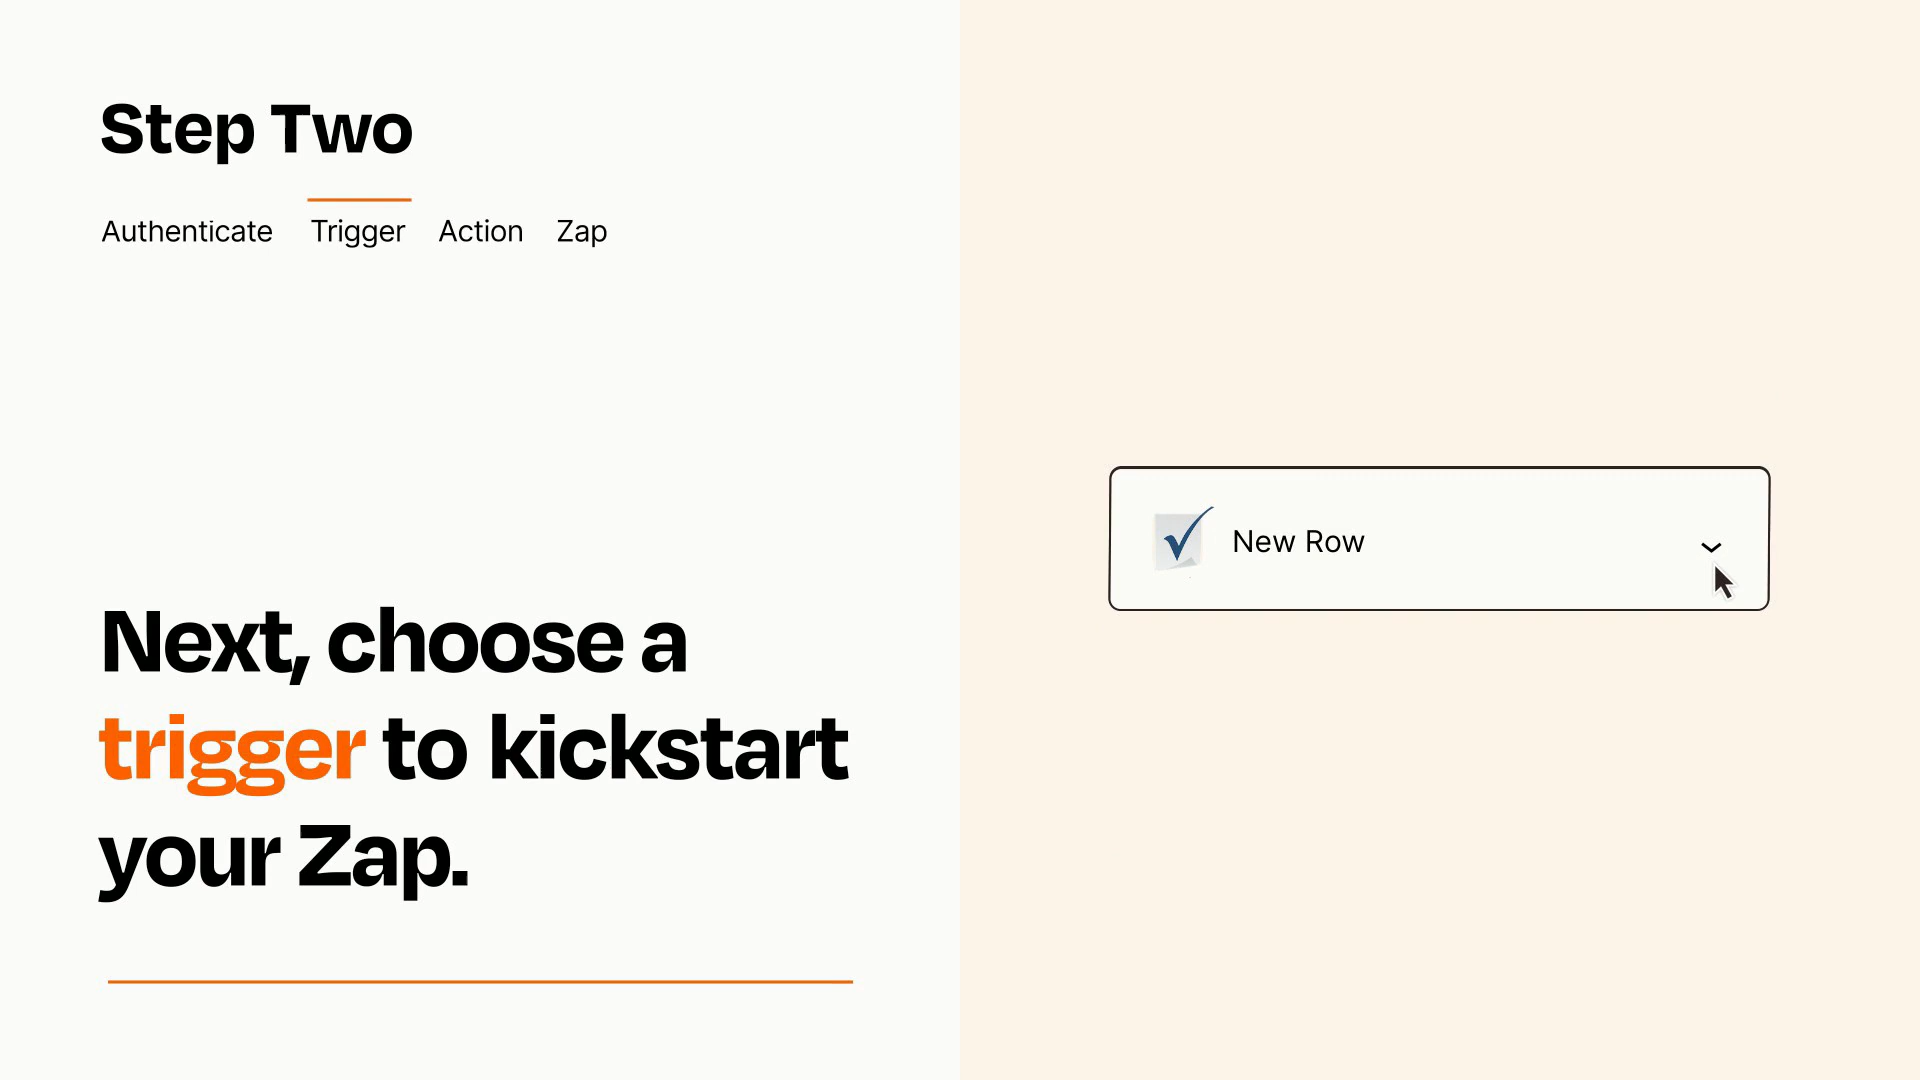 Step Two
Authenticate Trigger Action Zap
Next, choose a
trigger to kickstart
your Zap.
New Row